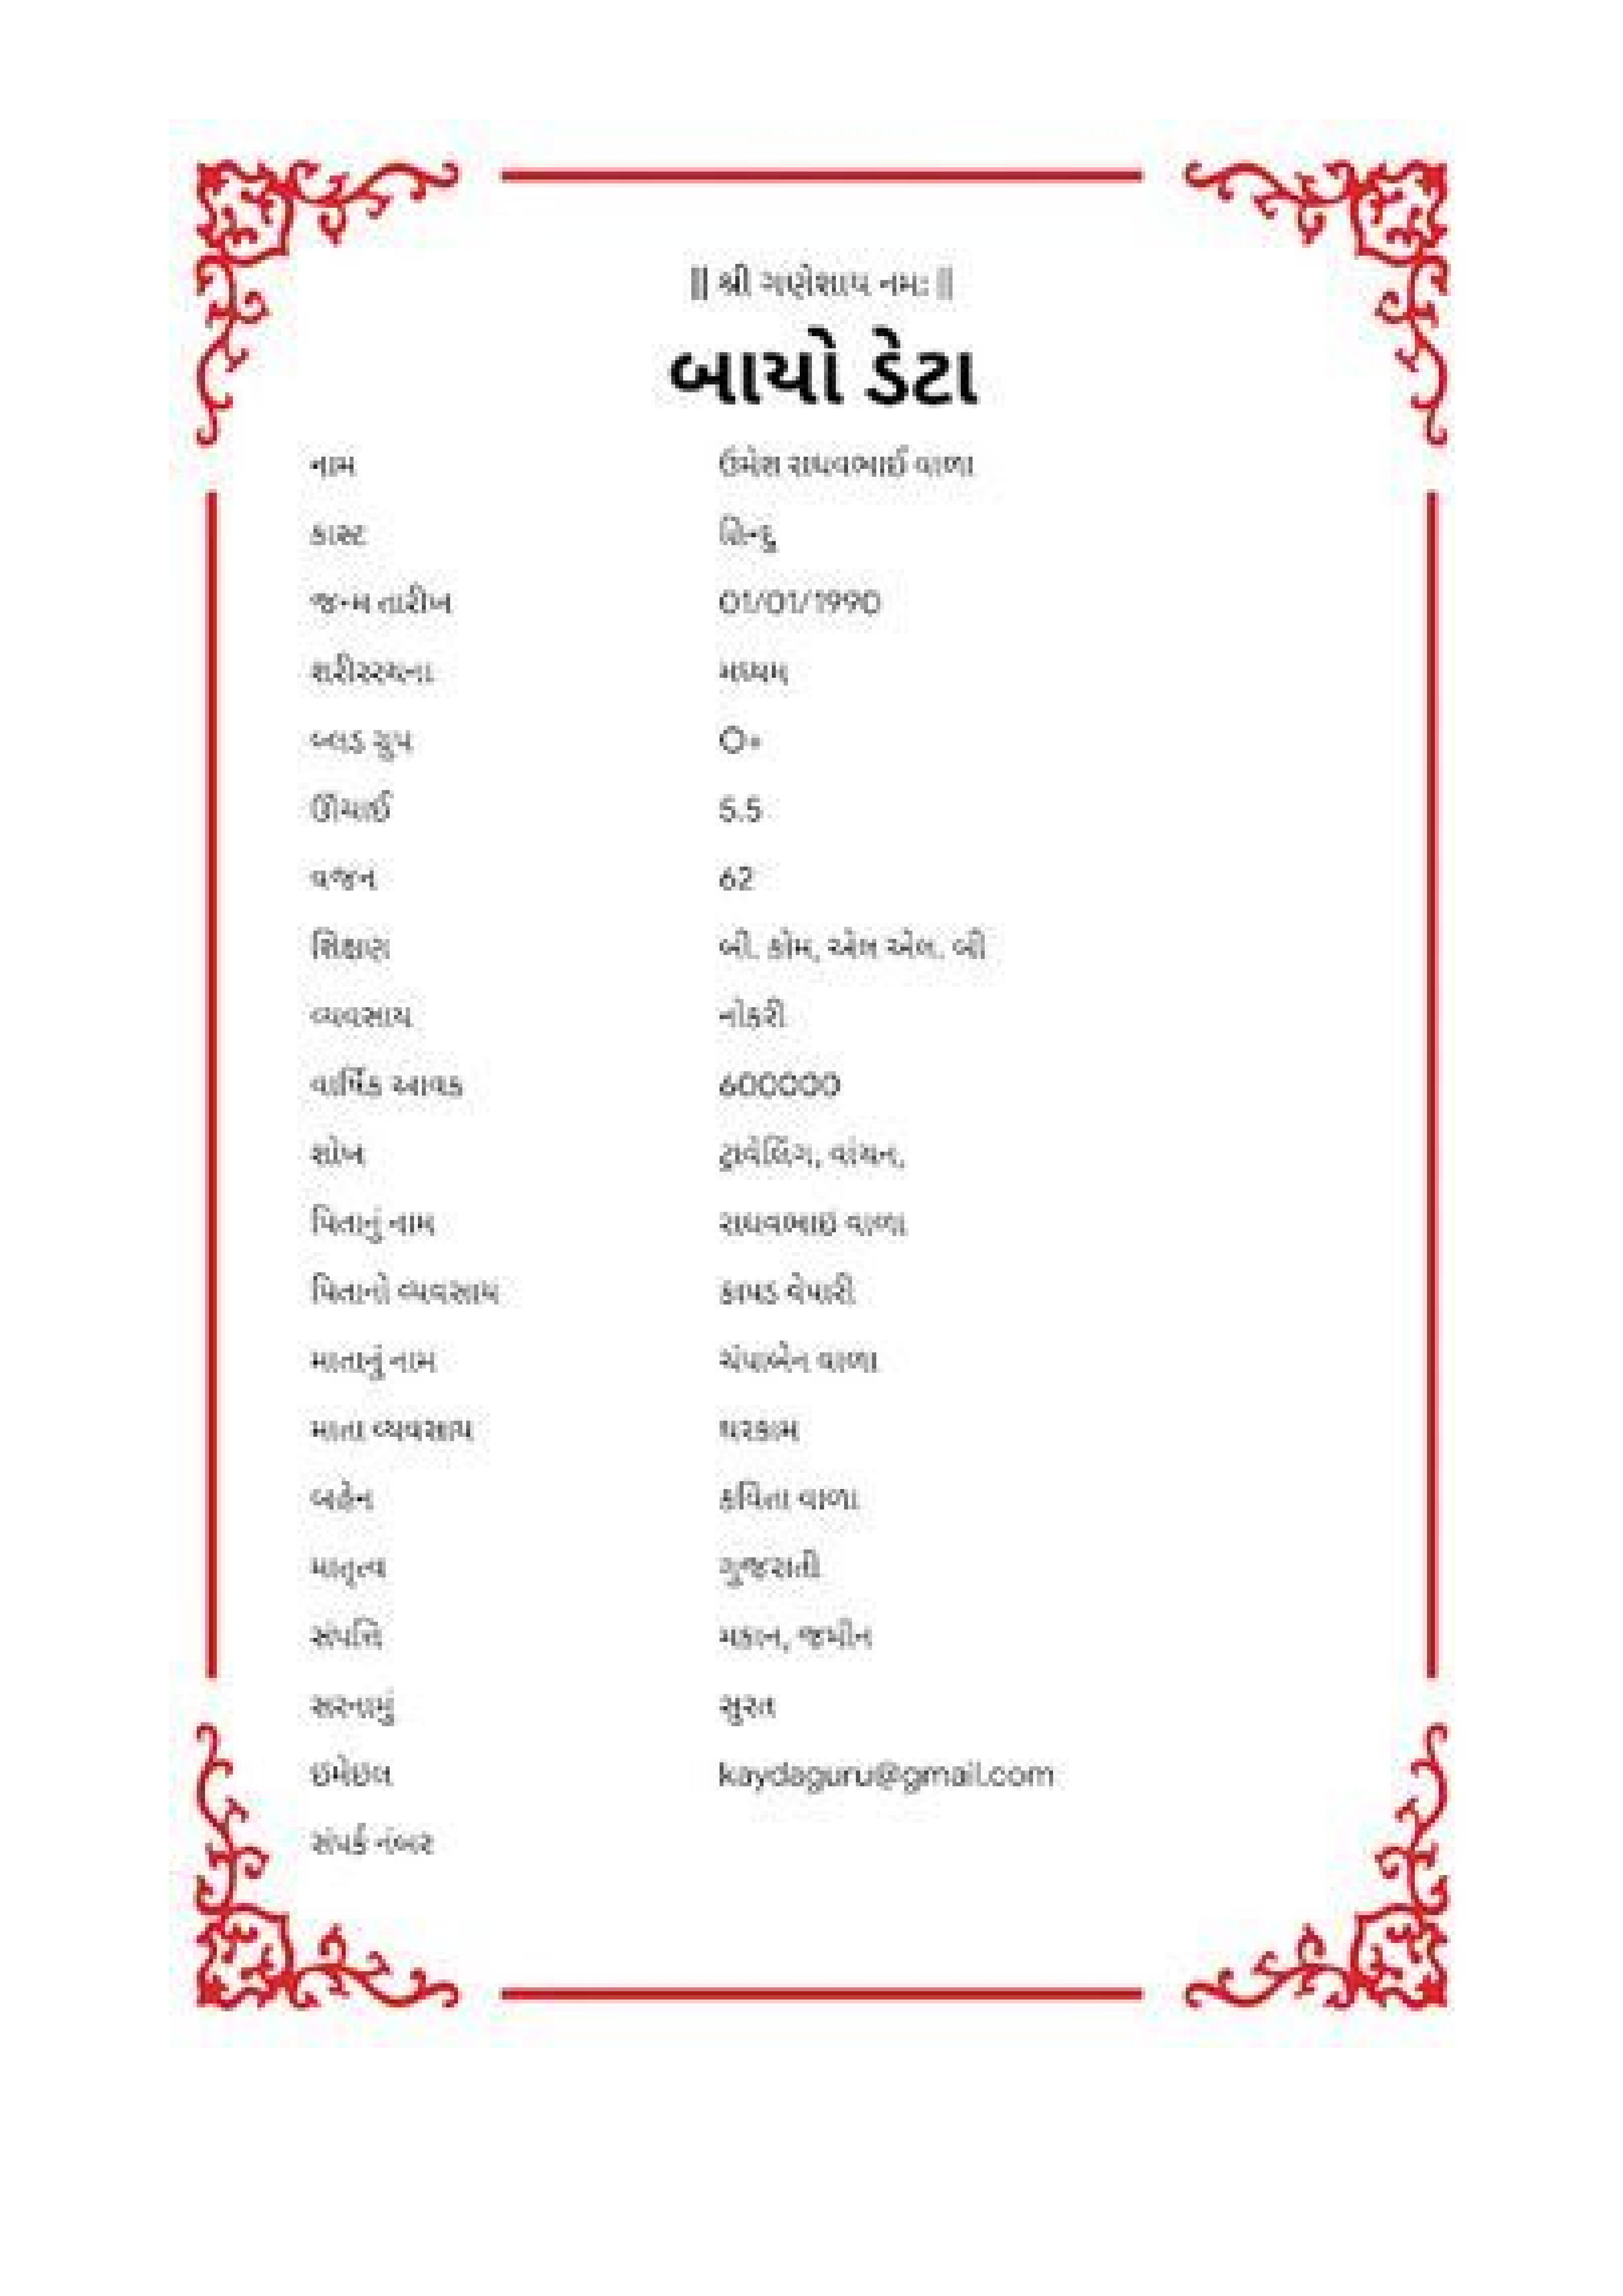 || શ્રી ગણેશાય નમઃ ||
બાયો ડેટા
નામ ઉમેશ રાઘવભાઈ વાળા
કાસ્ટ હિન્દુ
જન્મ તારીખ 01/01/1990
શરીરરચના મધ્યમ
બ્લડ ગ્રુપ O+
ઊંચાઈ 5.5
વજન 62
શિક્ષણ બી. કોમ, એલ એલ. બી
વ્યવસાય નોકરી
વાર્ષિક આવક 600000
શોખ ટ્રાવેલિંગ, વાંચન,
પિતાનું નામ રાઘવભાઇ વાળા
પિતાનો વ્યવસાય કાપડ વેપારી
માતાનું નામ ચંપાબેન વાળા
માતા વ્યવસાય ઘરકામ
બહેન કવિતા વાળા
માતૃત્વ ગુજરાતી
સંપત્તિ મકાન, જમીન
સરનામું સુરત
ઇમેઇલ kaydaguru@gmail.com
સંપર્ક નંબર